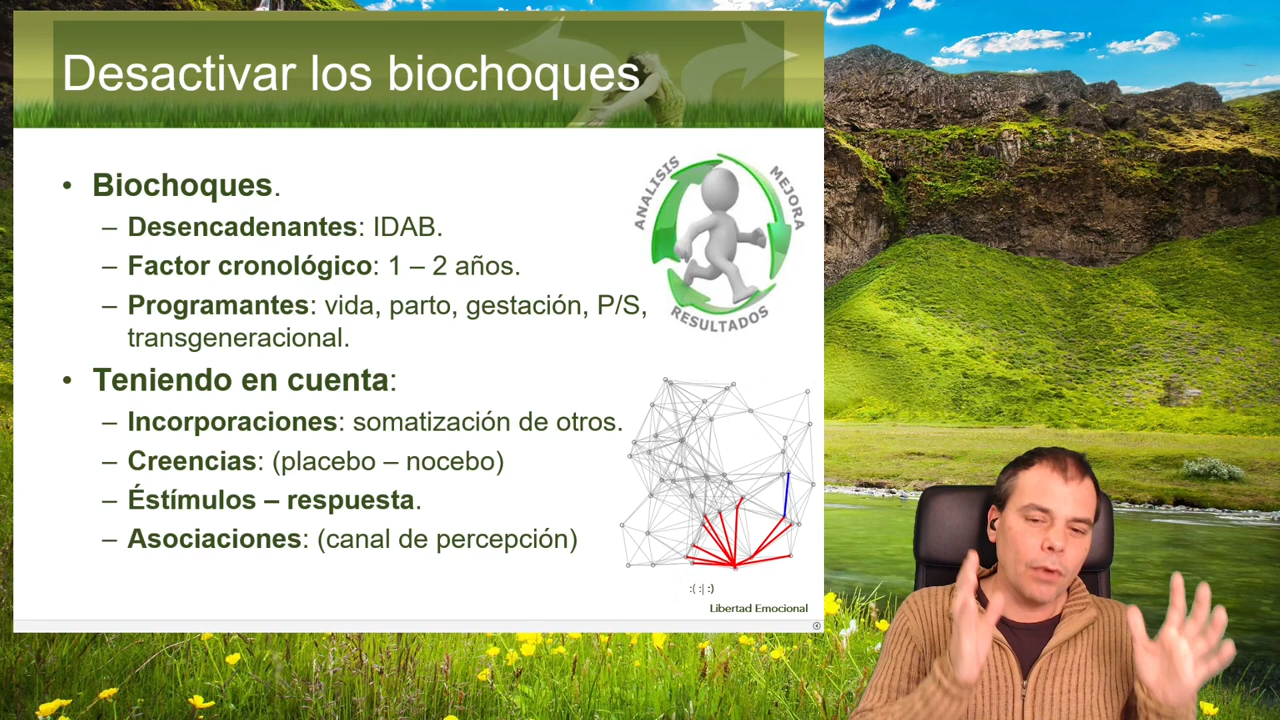 Desactivar los biochoques
• Biochoques.
– Desencadenantes: IDAB.
– Factor cronológico: 1 – 2 años.
– Programantes: vida, parto, gestación, P/S,
transgeneracional.
• Teniendo en cuenta:
– Incorporaciones: somatización de otros.
– Creencias: (placebo – nocebo)
– Éstímulos – respuesta.
– Asociaciones: (canal de percepción)
ANALISIS
MEJORA
RESULTADOS
:( :| :)
Libertad Emocional